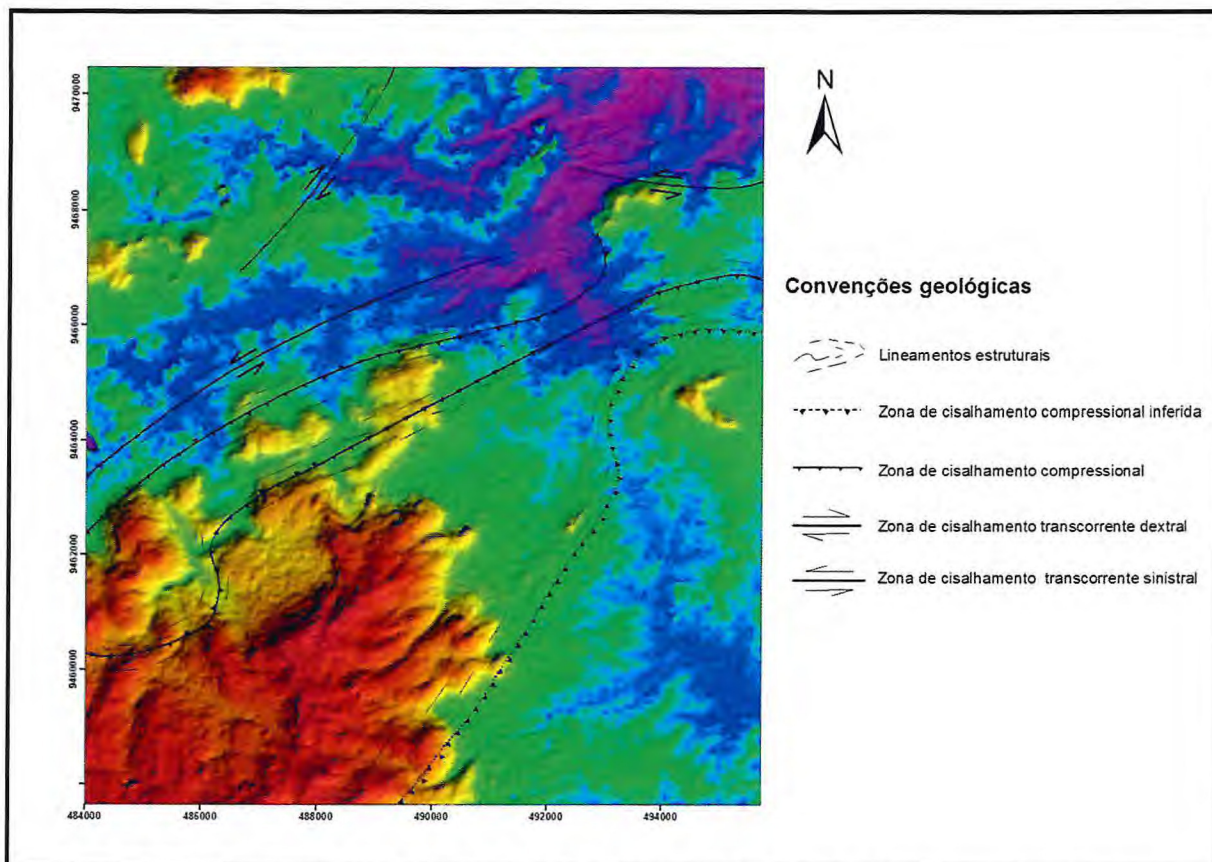 N
9470000
9468000
9466000
9464000
9462000
9460000
484000
486000
488000
490000
492000
494000
Convenções geológicas
Lineamentos estruturais
Zona de cisalhamento compressional inferida
Zona de cisalhamento compressional
Zona de cisalhamento transcorrente dextral
Zona de cisalhamento transcorrente sinistral